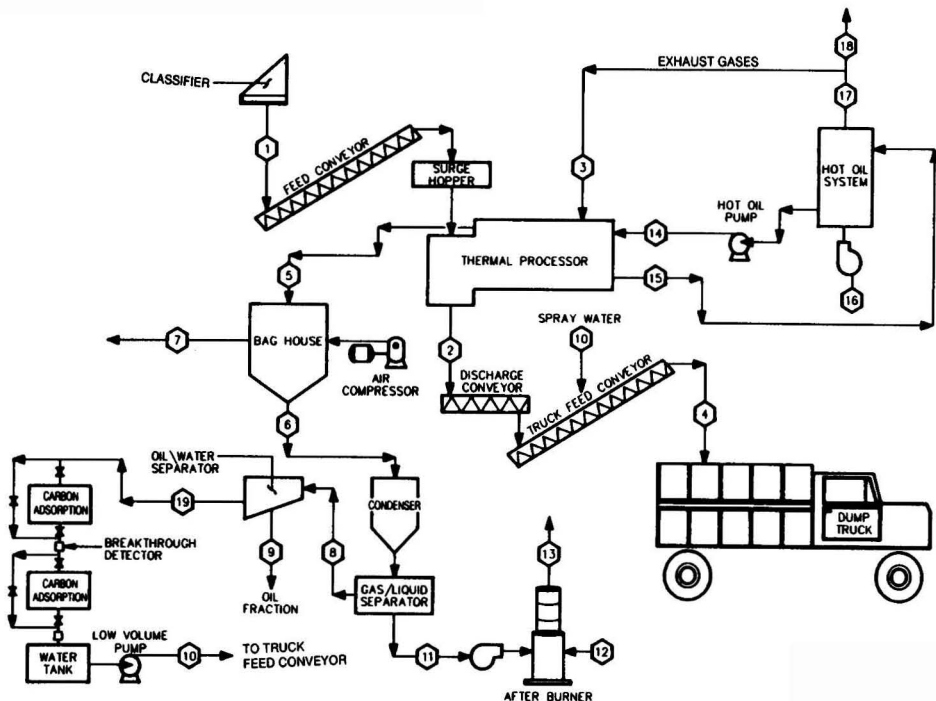 18
EXHAUST GASES
17
CLASSIFIER
1
FEED CONVEYOR
SURGE
HOPPER
3
HOT OIL
SYSTEM
HOT OIL
PUMP
14
THERMAL PROCESSOR
15
16
5
SPRAY WATER
10
7
BAG HOUSE
AIR
COMPRESSOR
2
DISCHARGE
CONVEYOR
TRUCK FEED CONVEYOR
4
6
OIL\WATER
SEPARATOR
CARBON
ADSORPTION
19
CONDENSER
DUMP
TRUCK
BREAKTHROUGH
DETECTOR
9
8
13
CARBON
ADSORPTION
OIL
FRACTION
GAS/LIQUID
SEPARATOR
LOW VOLUME
PUMP
WATER
TANK
10
TO TRUCK
FEED CONVEYOR
11
12
AFTER BURNER